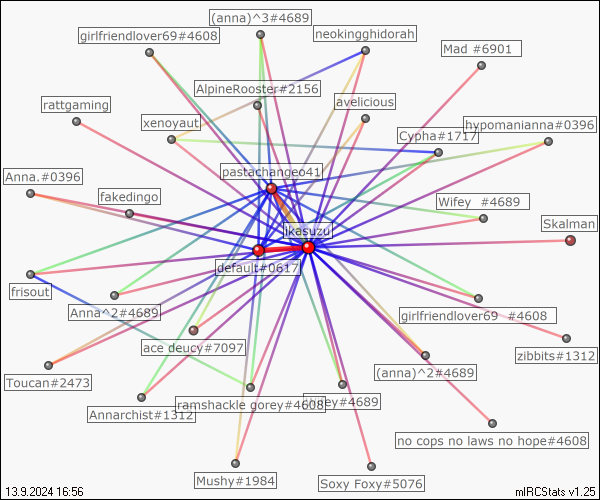 (anna)^3#4689
girlfriendlover69#4608
neokingghidorah
Mad #6901
AlpineRooster#2156
rattgaming
avelicious
xenoyaut
Cypha#1717
hypomanianna#0396
pastachangeo41
Anna.#0396
fakedingo
Wifey #4689
Skalman
likasuzu
default#0617
frisout
Anna^2#4689
girlfriendlover69 #4608
ace deucy#7097
zibbits#1312
(anna)^2#4689
Toucan#2473
ramshackle gorey#4608
#4689
Annarchist#1312
no cops no laws no hope#4608
Mushy#1984
Soxy Foxy#5076
13.9.2024 16:56
mIRCStats v1.25